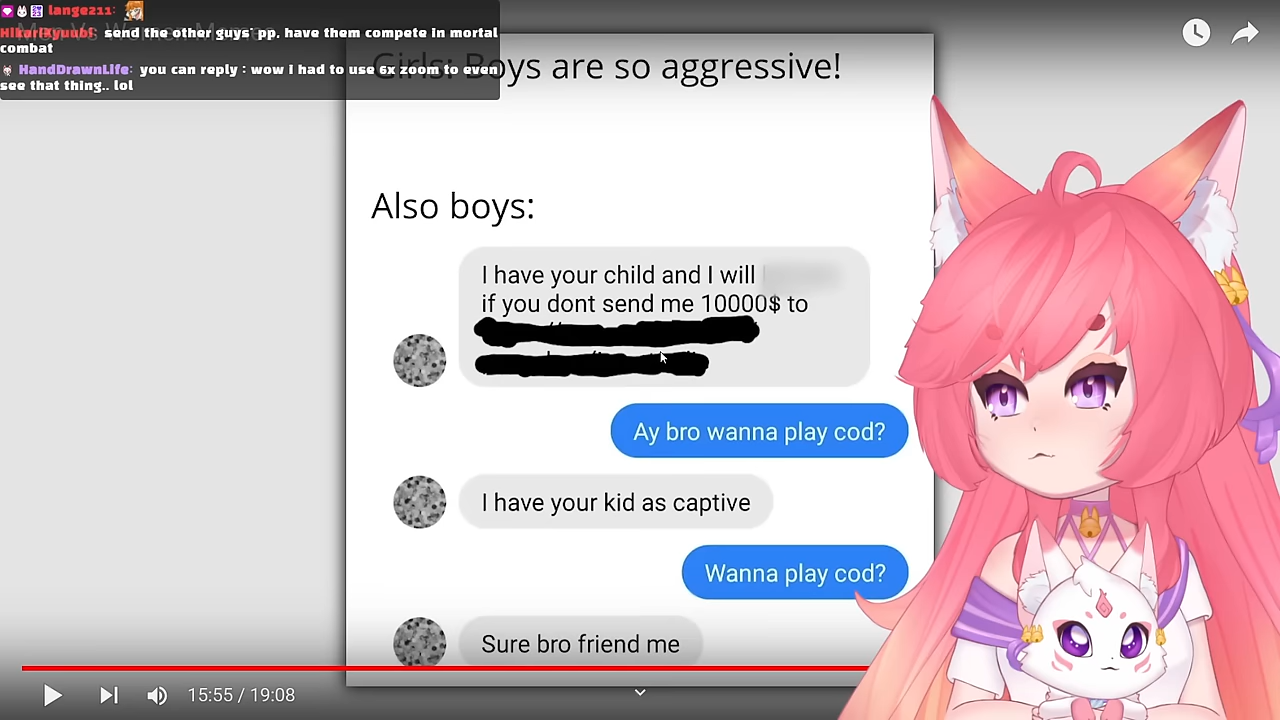 lange211:
HikariKyuubi: send the other guys' pp. have them compete in mortal
combat
HandDrawnLife: you can reply : wow I had to use 6x zoom to even
see that thing.. lol
Girls: Boys are so aggressive!
Also boys:
I have your child and I will
if you dont send me 10000$ to
Ay bro wanna play cod?
I have your kid as captive
Wanna play cod?
Sure bro friend me
15:55 / 19:08